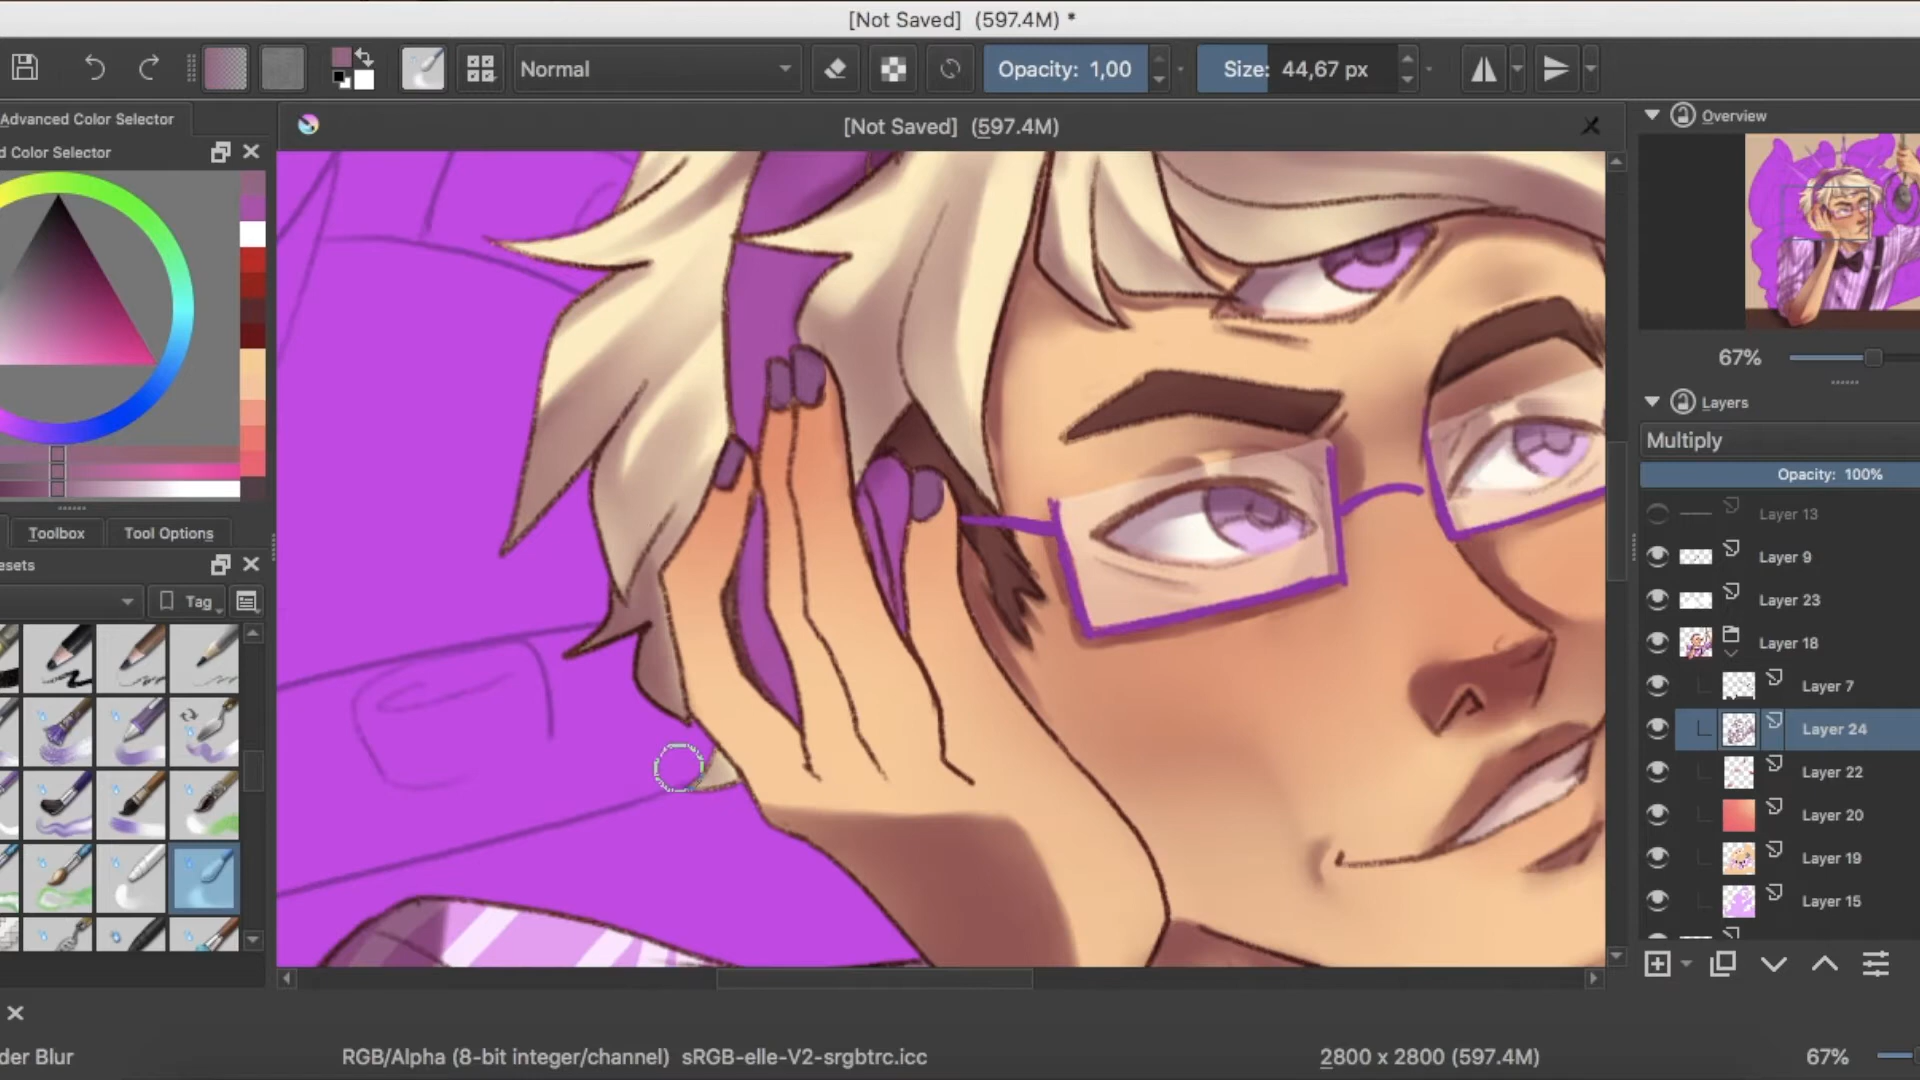 [Not Saved] (597.4M) *
Normal
Opacity: 1,00
Size: 44,67 px
Advanced Color Selector
[Not Saved] (597.4M)
Overview
d Color Selector
67%
Layers
Multiply
Opacity: 100%
Layer 13
Toolbox
Tool Options
Layer 9
esets
Tag
Layer 23
Layer 18
Layer 7
Layer 24
Layer 22
Layer 20
Layer 19
Layer 15
der Blur
RGB/Alpha (8-bit integer/channel) sRGB-elle-V2-srgbtrc.icc
2800 x 2800 (597.4M)
67%